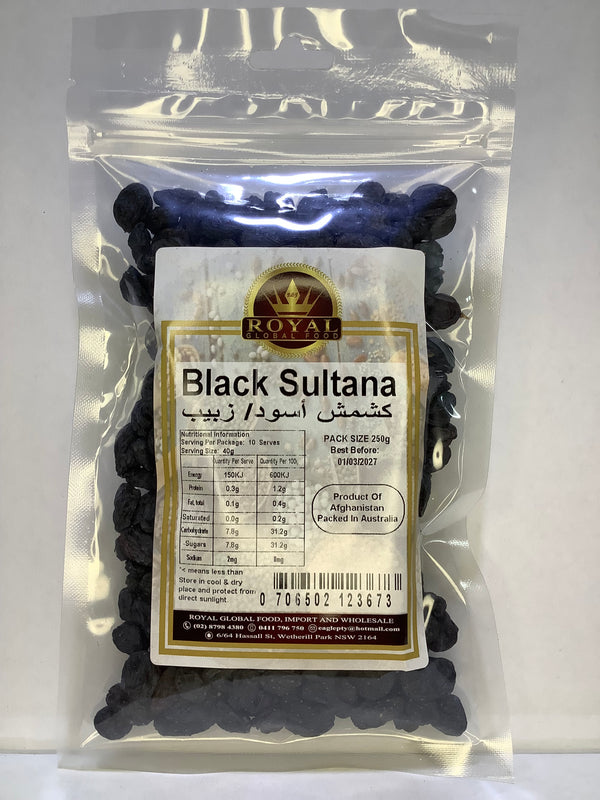 ROYAL
GLOBAL FOOD
Black Sultana
كشمش أسود/ زبيب
Nutritional Information
Serving Per Package: 10 Serves
Serving Size: 40g
Quantity Per Serve Quantity Per 100g
Energy 150KJ 600KJ
Protein 0.3g 1.2g
Fat, total 0.1g 0.4g
Saturated 0.0g 0.2g
Carbohydrate 7.8g 31.2g
Sugars 7.8g 31.2g
Sodium 2mg 8mg
*< means less than
Store in cool & dry
place and protect from
direct sunlight.
PACK SIZE 250g
Best Before:
01/03/2027
Product Of
Afghanistan
Packed In Australia
0 706502 123673
ROYAL GLOBAL FOOD, IMPORT AND WHOLESALE
(02) 8798 4380 0411 796 750 eaglepty@hotmail.com
6/64 Hassall St, Wetherill Park NSW 2164